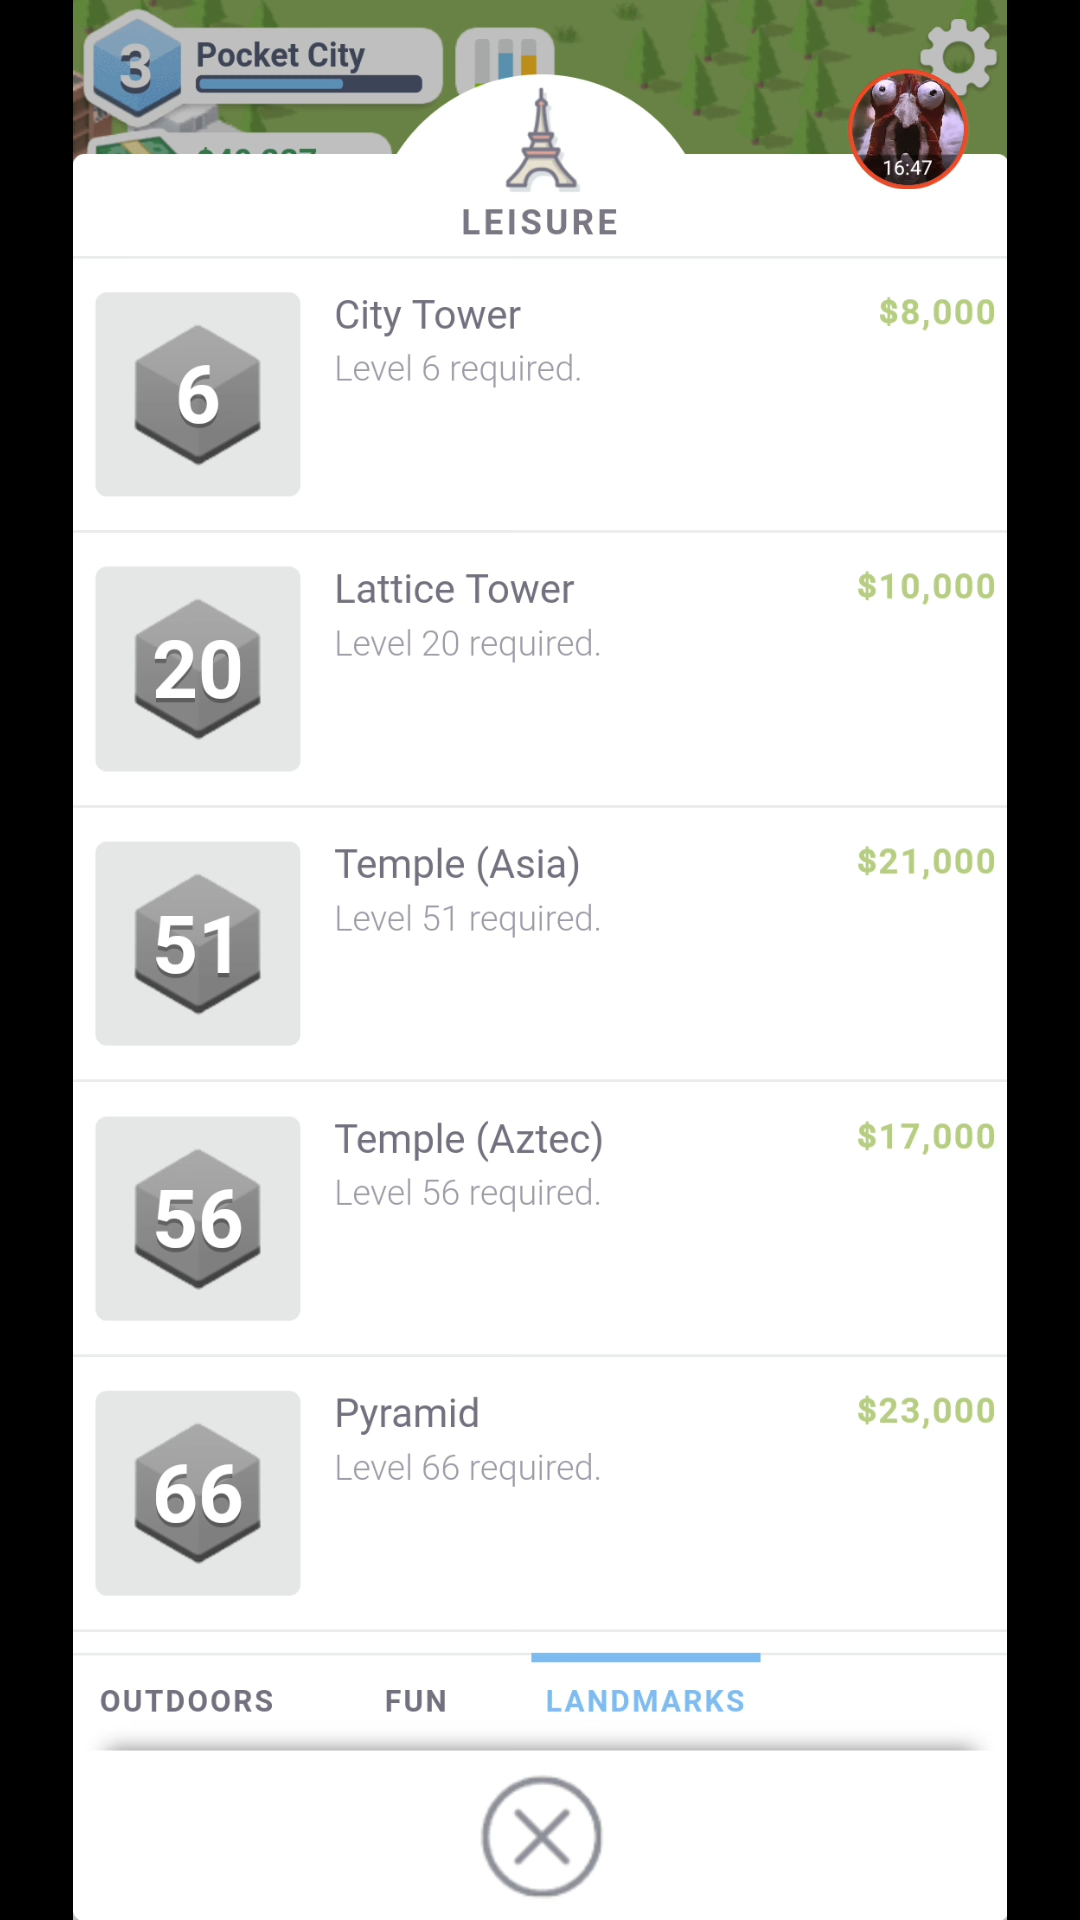 3
Pocket City
16:47
LEISURE
6
City Tower
$8,000
Level 6 required.
20
Lattice Tower
$10,000
Level 20 required.
51
Temple (Asia)
$21,000
Level 51 required.
56
Temple (Aztec)
$17,000
Level 56 required.
66
Pyramid
$23,000
Level 66 required.
OUTDOORS FUN LANDMARKS